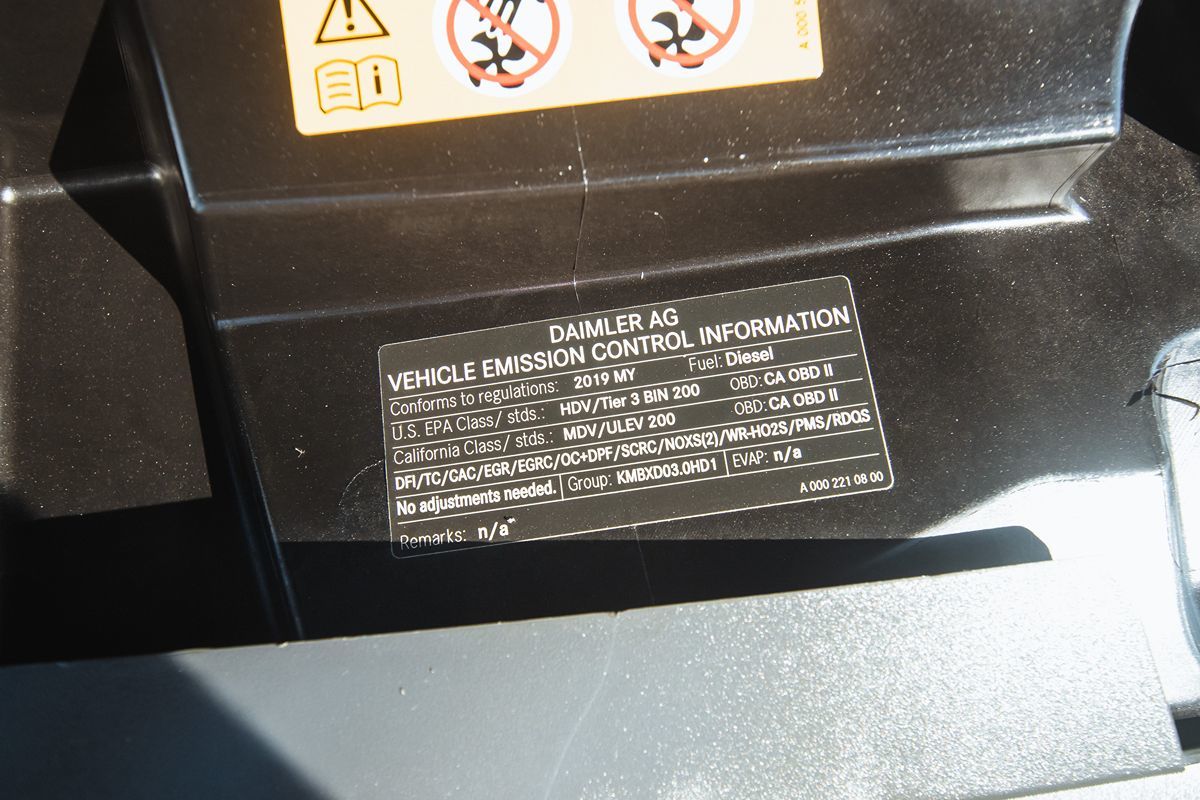 A 000 5
DAIMLER AG
VEHICLE EMISSION CONTROL INFORMATION
Conforms to regulations: 2019 MY Fuel: Diesel
U.S. EPA Class/ stds.: HDV/Tier 3 BIN 200 OBD: CA OBD II
California Class/ stds.: MDV/ULEV 200 OBD: CA OBD II
DFI/TC/CAC/EGR/EGRC/OC+DPF/SCRC/NOXS(2)/WR-HO2S/PMS/RDQS
No adjustments needed. Group: KMBXD03.0HD1 EVAP: n/a
Remarks: n/a
A 000 221 08 00